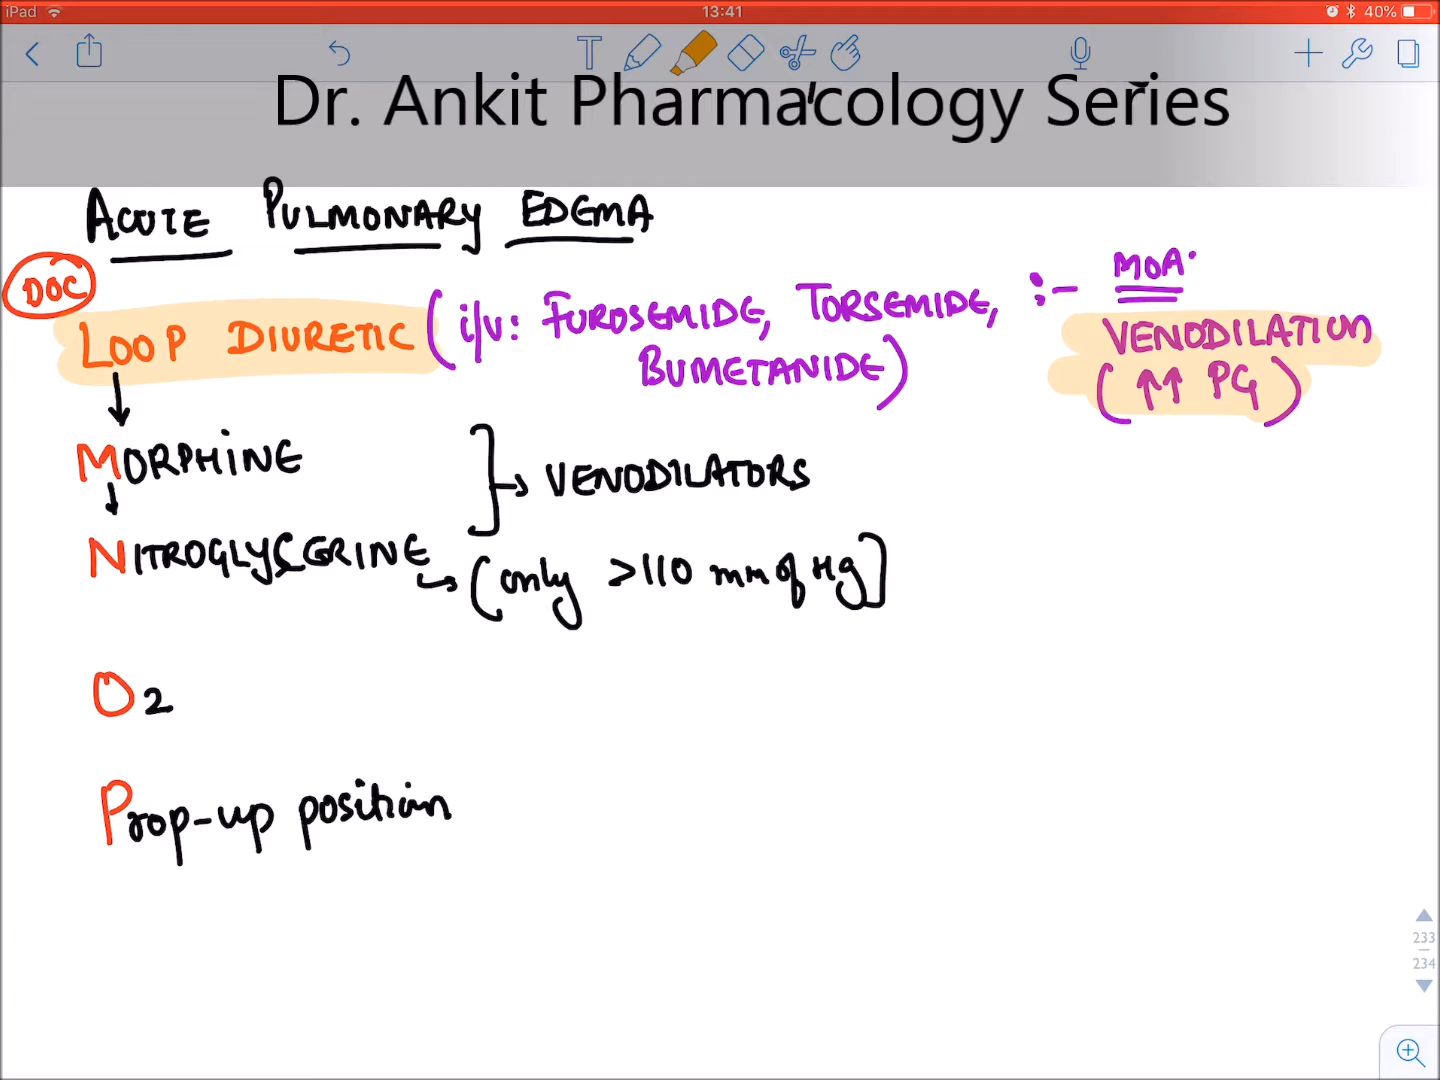 iPad 13:41 40%
Dr. Ankit Pharmacology Series
ACUTE PULMONARY EDEMA
DOC
LOOP DIURETIC (i/v: FUROSEMIDE, TORSEMIDE, :- MOA
BUMETANIDE)
VENODILATION
(↑↑ PG)
MORPHINE
VENODILATORS
NITROGLYCERINE
(only >110 mm of Hg]
O2
Prop-up position
233
234